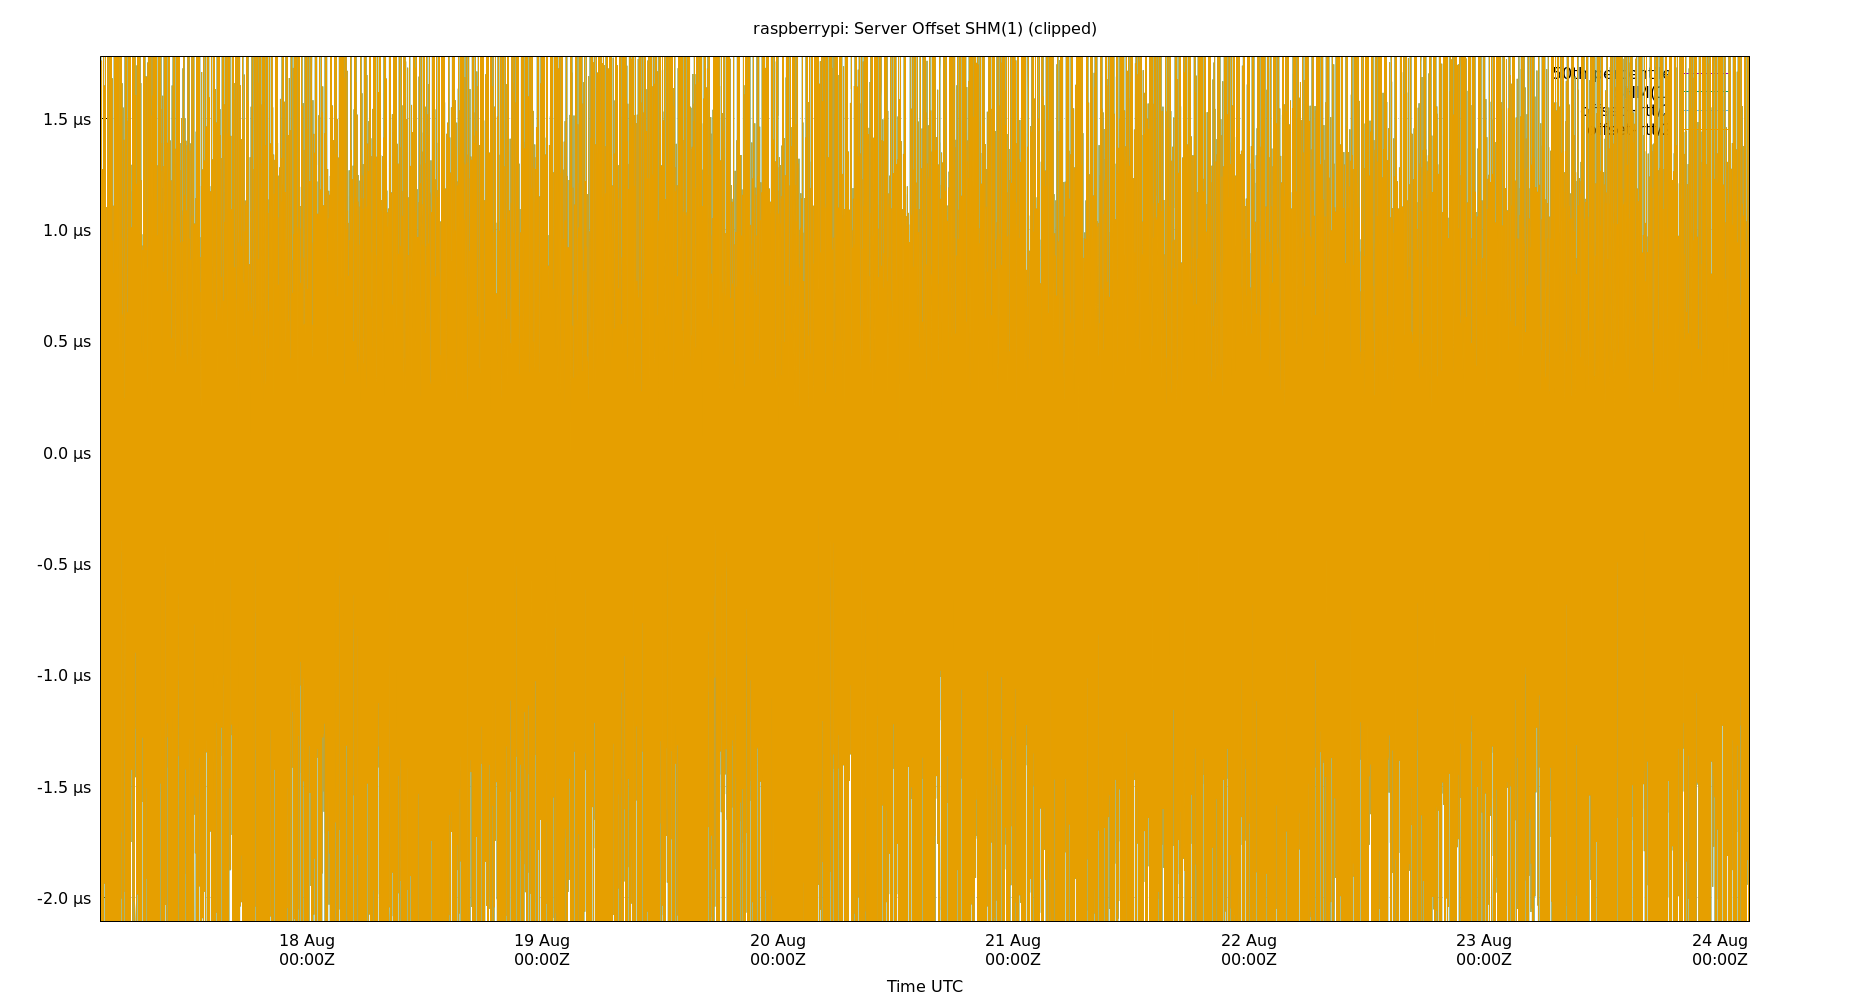 raspberrypi: Server Offset SHM(1) (clipped)
50th percentile
1.5 µs
1.0 µs
0.5 µs
0.0 µs
-0.5 µs
-1.0 µs
-1.5 µs
-2.0 µs
18 Aug 19 Aug 20 Aug 21 Aug 22 Aug 23 Aug 24 Aug
00:00Z 00:00Z 00:00Z 00:00Z 00:00Z 00:00Z 00:00Z
Time UTC